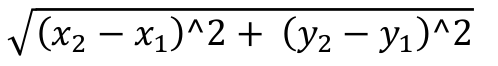 √(x₂ − x₁)^2 + (y₂ − y₁)^2